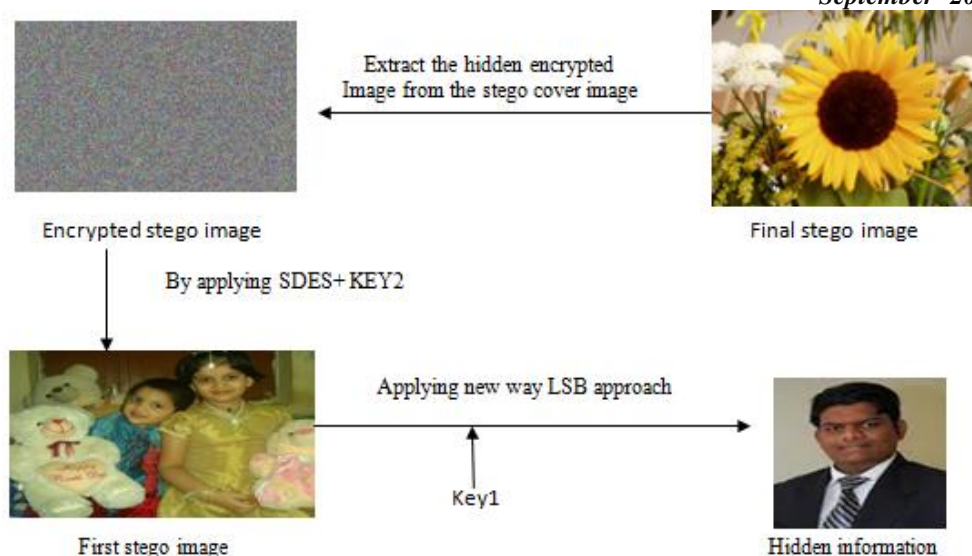 September 20
Extract the hidden encrypted
Image from the stego cover image
Encrypted stego image
Final stego image
By applying SDES+ KEY2
Applying new way LSB approach
Key1
First stego image
Hidden information